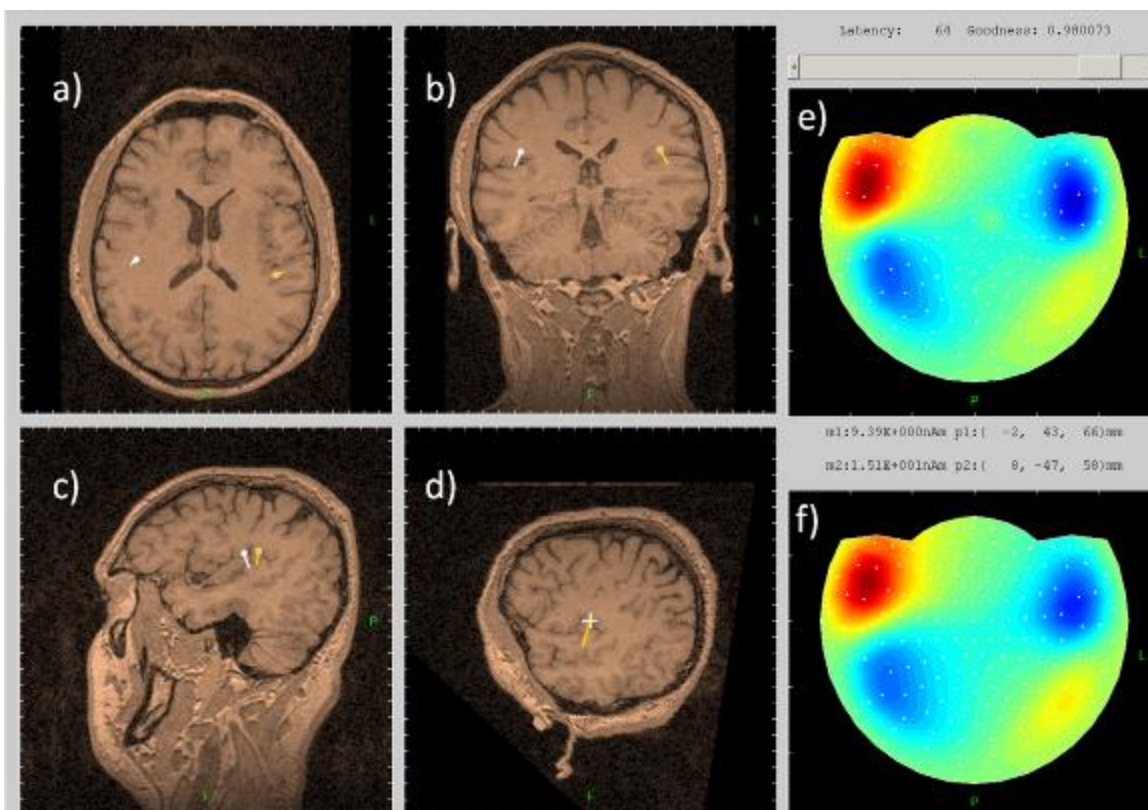 a)
b)
Latency: 64 Goodness: 0.980073
e)
L
L
L
P
P
m1:9.39E+000nAm p1:( -2, 43, 66)mm
m2:1.51E+001nAm p2:( 8, -47, 58)mm
c)
d)
f)
P
L
F
P